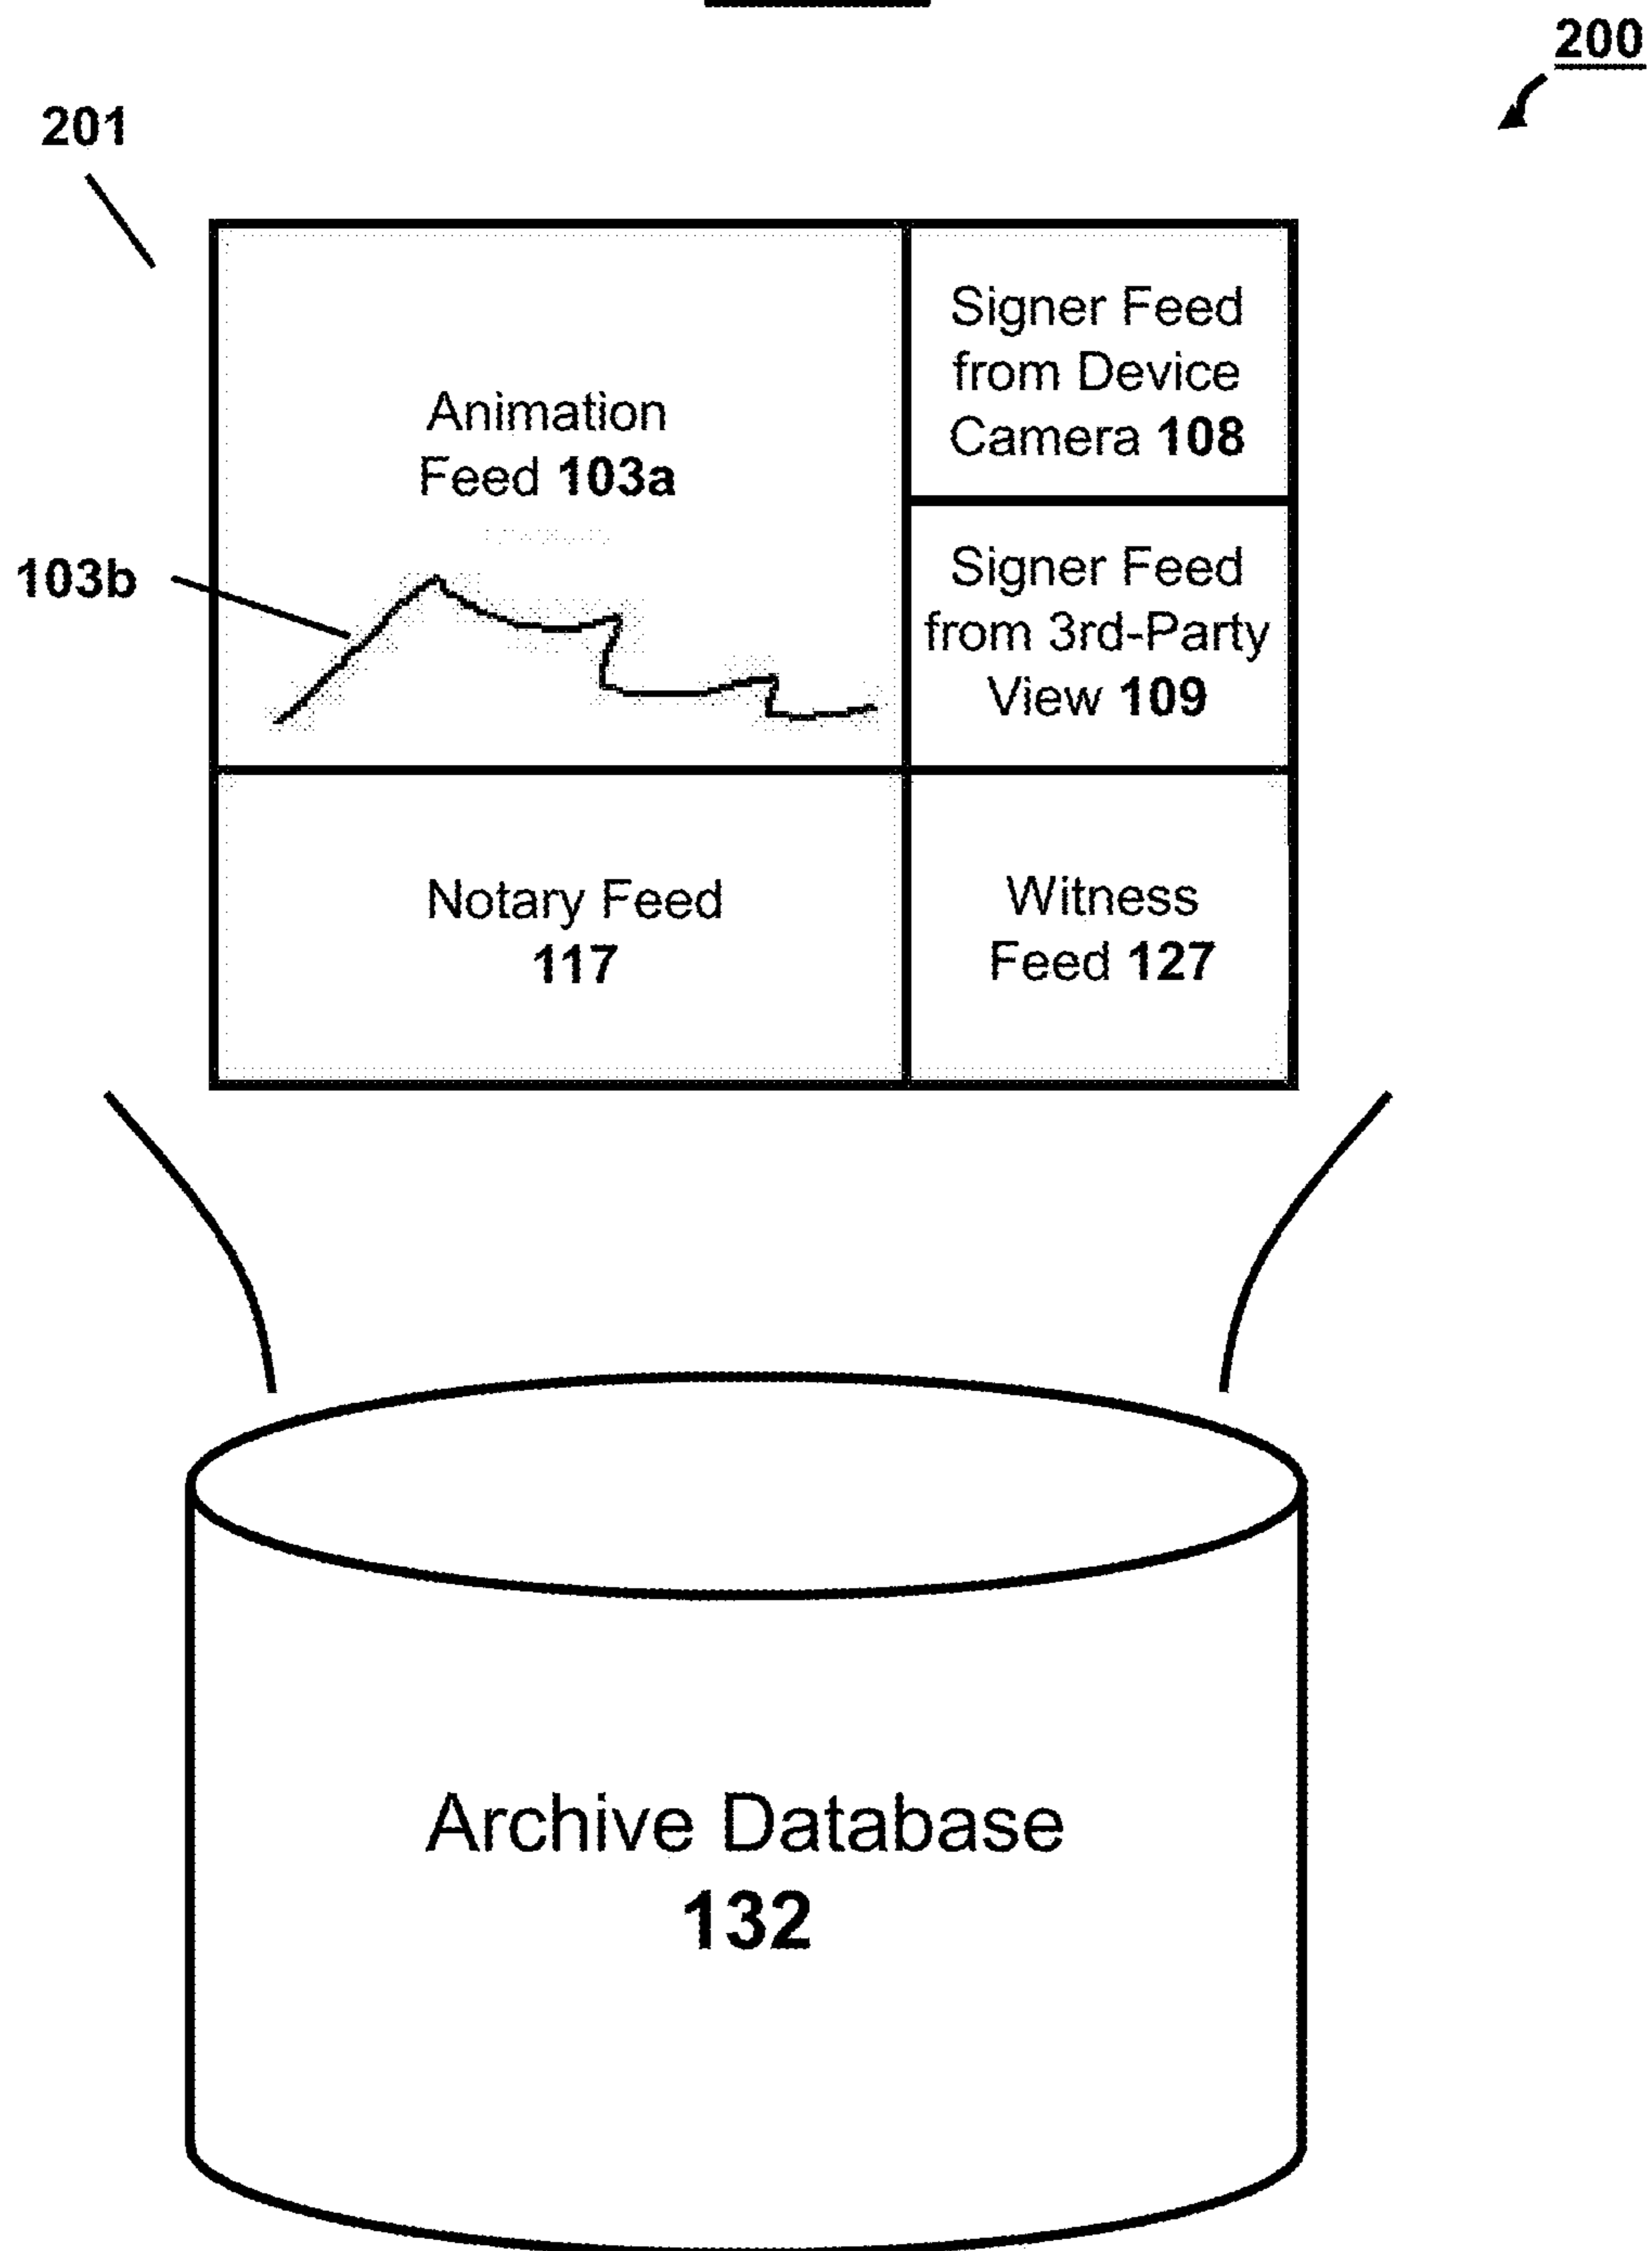 200
201
Animation
Feed 103a
Signer Feed
from Device
Camera 108
103b
Signer Feed
from 3rd-Party
View 109
Notary Feed
117
Witness
Feed 127
Archive Database
132